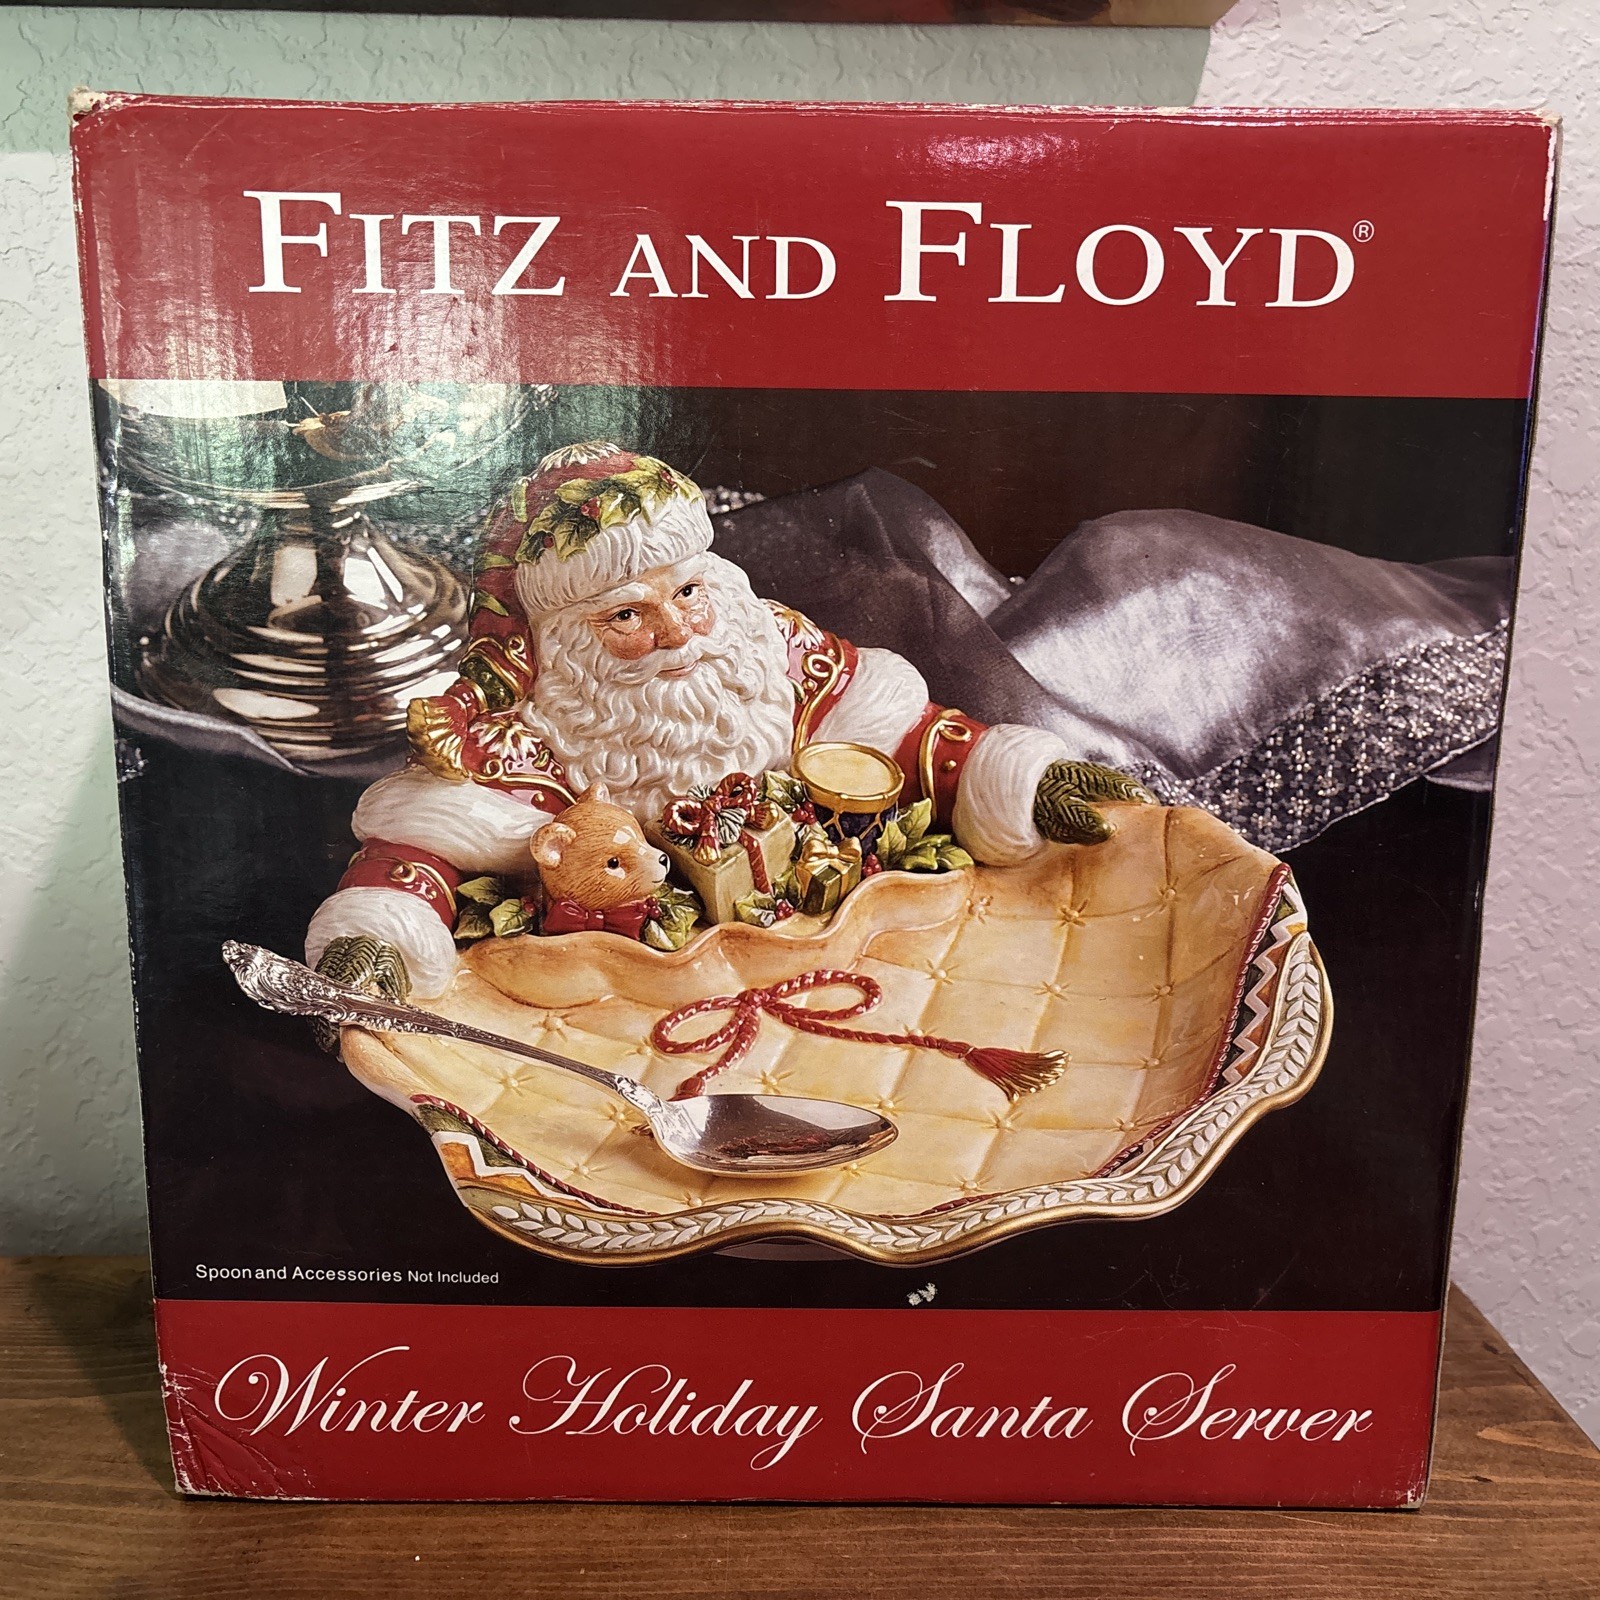 FITZ AND FLOYD®
Spoon and Accessories Not Included
Winter Holiday Santa Server